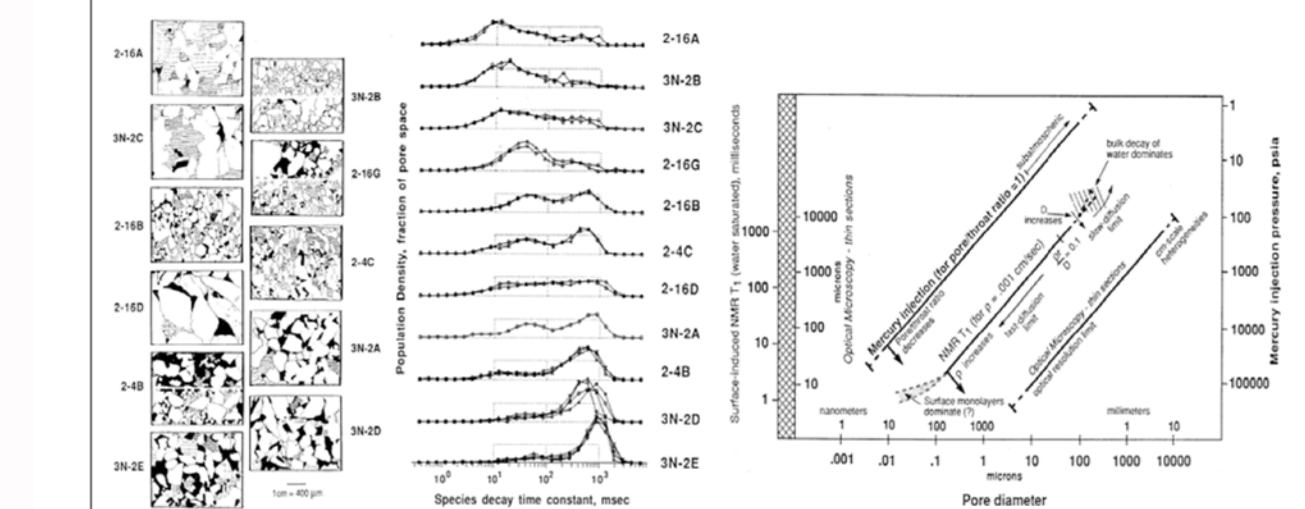 2-16A
3N-2C
2-16B
2-16D
2-4B
3N-2E
3N-2B
2-16G
2-4C
3N-2A
3N-2D
1cm = 400 µm
Population Density, fraction of pore space
2-16A
3N-2B
3N-2C
2-16G
2-16B
2-4C
2-16D
3N-2A
2-4B
3N-2D
3N-2E
10⁰ 10¹ 10² 10³
Species decay time constant, msec
Surface-induced NMR T₁ (water saturated), milliseconds
1000
100
10
1
Optical Microscopy - thin sections
microns
10000
1000
100
10
Mercury injection (for pore/throat ratio =1)
subatmospheric
Pore/throat ratio
decreases
NMR T₁ (for ρ = .001 cm/sec)
ρ increases
fast-diffusion
limit
D
increases
ρr
D = 0.1
slow-diffusion
limit
bulk decay of
water dominates
Surface monolayers
dominate (?)
Optical Microscopy - thin sections
optical resolution limit
cm-scale
heterogeneities
1
10
100
1000
10000
100000
Mercury injection pressure, psia
nanometers
1 10 100 1000
millimeters
1 10
.001 .01 .1 1 10 100 1000 10000
microns
Pore diameter